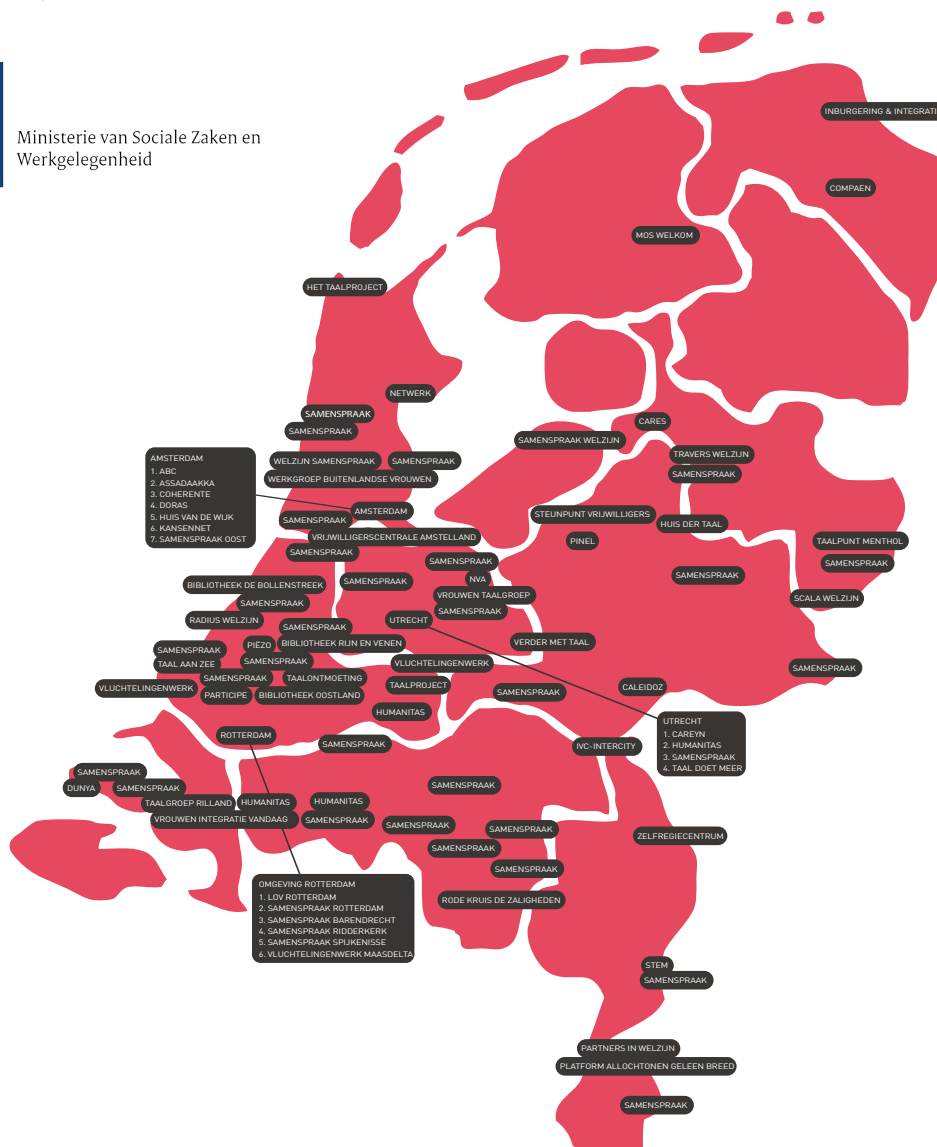 Ministerie van Sociale Zaken en
Werkgelegenheid
INBURGERING & INTEGRATI
COMPAEN
MOS WELKOM
HET TAALPROJECT
NETWERK
SAMENSPRAAK
SAMENSPRAAK
CARES
SAMENSPRAAK WELZIJN
TRAVERS WELZIJN
SAMENSPRAAK
WELZIJN SAMENSPRAAK
SAMENSPRAAK
WERKGROEP BUITENLANDSE VROUWEN
AMSTERDAM
1. ABC
2. ASSADAAKKA
3. COHERENTE
4. DORAS
5. HUIS VAN DE WIJK
6. KANSENNET
7. SAMENSPRAAK OOST
AMSTERDAM
SAMENSPRAAK
STEUNPUNT VRIJWILLIGERS
HUIS DER TAAL
VRIJWILLIGERSCENTRALE AMSTELLAND
PINEL
TAALPUNT MENTHOL
SAMENSPRAAK
SAMENSPRAAK
SAMENSPRAAK
SAMENSPRAAK
SAMENSPRAAK
NVA
BIBLIOTHEEK DE BOLLENSTREEK
VROUWEN TAALGROEP
SCALA WELZIJN
SAMENSPRAAK
SAMENSPRAAK
RADIUS WELZIJN
UTRECHT
SAMENSPRAAK
PIËZO
BIBLIOTHEEK RIJN EN VENEN
VERDER MET TAAL
SAMENSPRAAK
SAMENSPRAAK
TAAL AAN ZEE
VLUCHTELINGENWERK
SAMENSPRAAK
SAMENSPRAAK
TAALONTMOETING
TAALPROJECT
VLUCHTELINGENWERK
PARTICIPE
BIBLIOTHEEK OOSTLAND
SAMENSPRAAK
CALEIDOZ
HUMANITAS
UTRECHT
1. CAREYN
2. HUMANITAS
3. SAMENSPRAAK
4. TAAL DOET MEER
ROTTERDAM
SAMENSPRAAK
IVC-INTERCITY
SAMENSPRAAK
DUNYA
SAMENSPRAAK
SAMENSPRAAK
TAALGROEP RILLAND
HUMANITAS
HUMANITAS
VROUWEN INTEGRATIE VANDAAG
SAMENSPRAAK
SAMENSPRAAK
SAMENSPRAAK
ZELFREGIECENTRUM
SAMENSPRAAK
SAMENSPRAAK
OMGEVING ROTTERDAM
1. LOV ROTTERDAM
2. SAMENSPRAAK ROTTERDAM
3. SAMENSPRAAK BARENDRECHT
4. SAMENSPRAAK RIDDERKERK
5. SAMENSPRAAK SPIJKENISSE
6. VLUCHTELINGENWERK MAASDELTA
RODE KRUIS DE ZALIGHEDEN
STEM
SAMENSPRAAK
PARTNERS IN WELZIJN
PLATFORM ALLOCHTONEN GELEEN BREED
SAMENSPRAAK